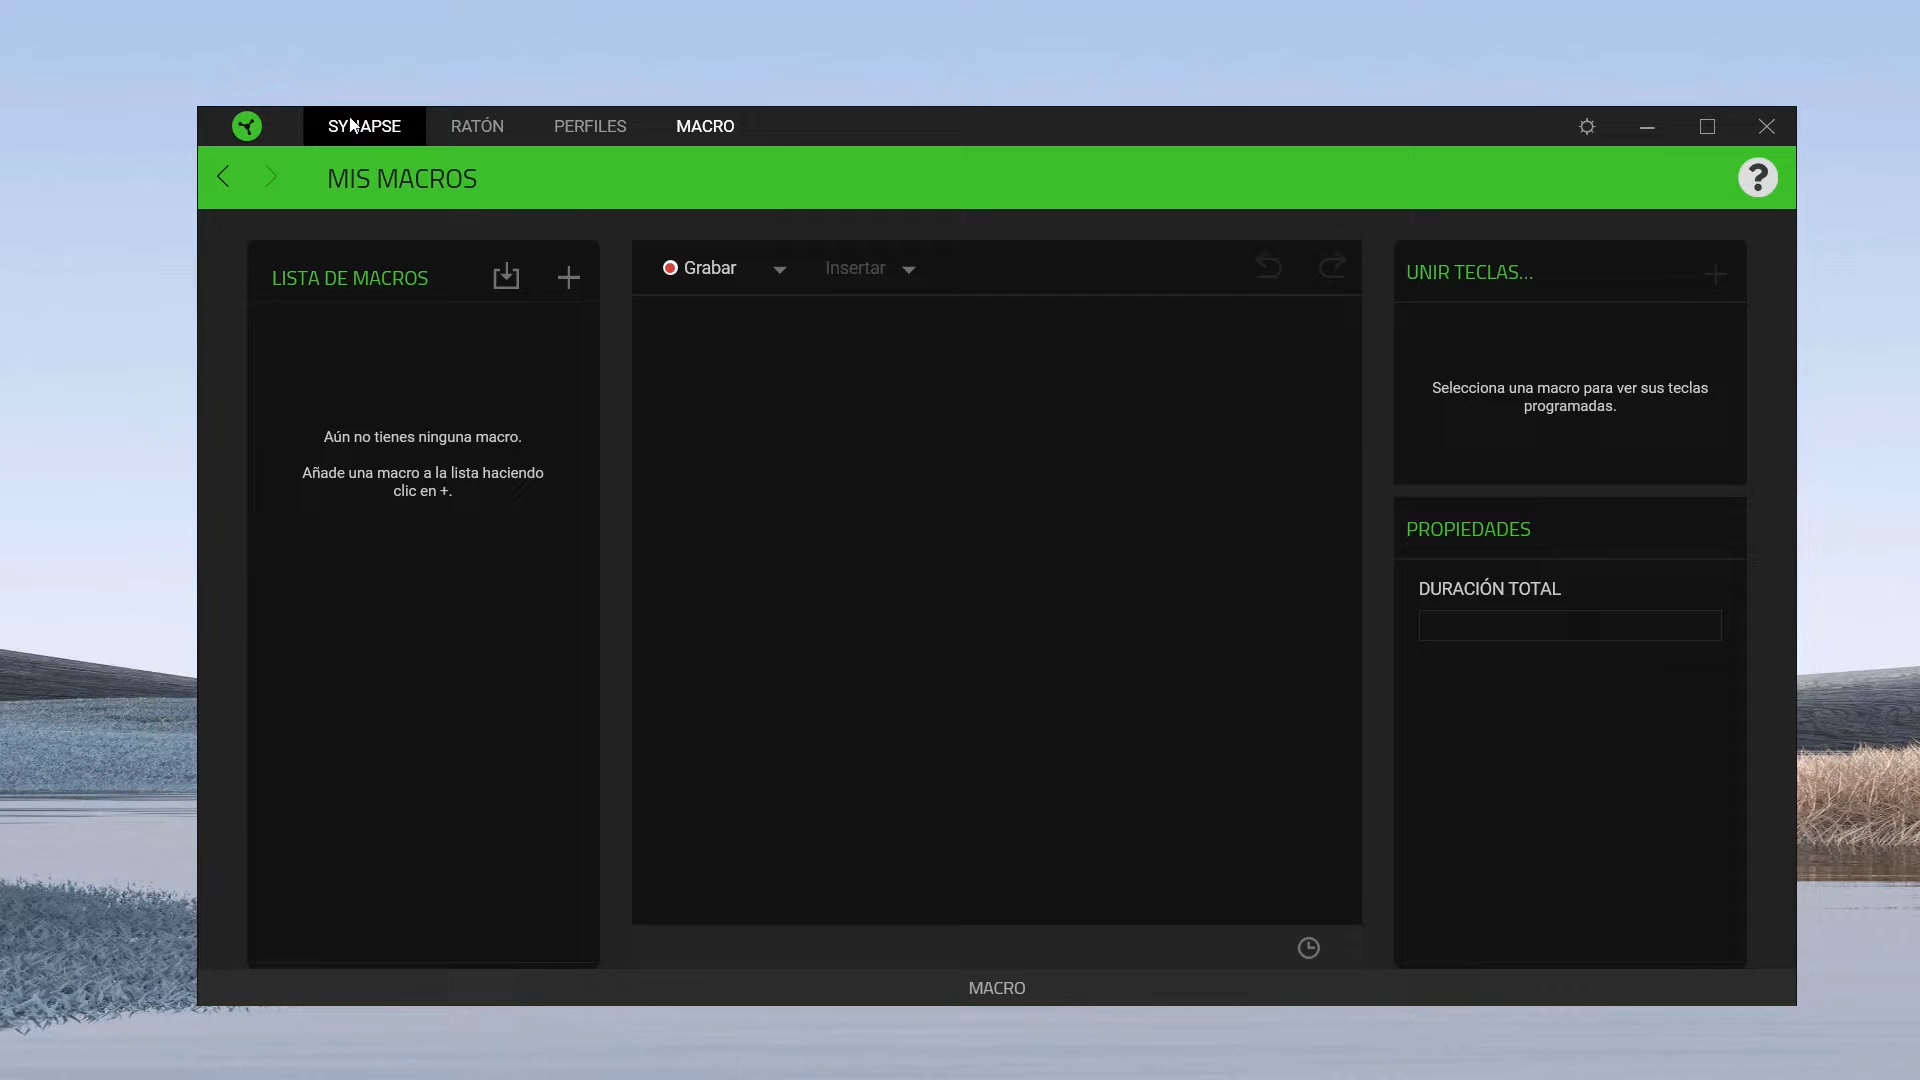 SYNAPSE RATÓN PERFILES MACRO
MIS MACROS
?
LISTA DE MACROS
Grabar Insertar
UNIR TECLAS...
Aún no tienes ninguna macro.
Añade una macro a la lista haciendo
clic en +.
Selecciona una macro para ver sus teclas
programadas.
PROPIEDADES
DURACIÓN TOTAL
MACRO